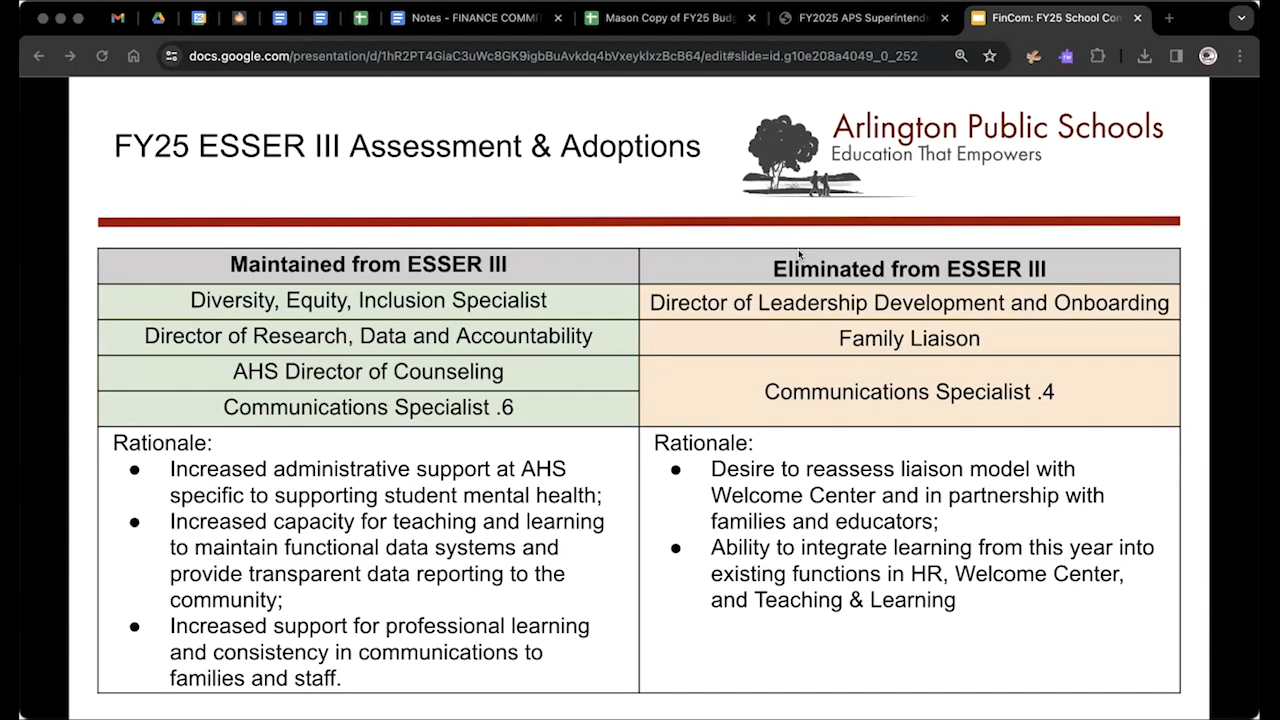 Notes - FINANCE COMMIT
Mason Copy of FY25 Budg
FY2025 APS Superintende
FinCom: FY25 School Com
docs.google.com/presentation/d/1hR2PT4GiaC3uWc8GK9igbBuAvkdq4bVxeyklxzBcB64/edit#slide=id.g10e208a4049_0_252
FY25 ESSER III Assessment & Adoptions
Arlington Public Schools
Education That Empowers
Maintained from ESSER III
Eliminated from ESSER III
Diversity, Equity, Inclusion Specialist
Director of Leadership Development and Onboarding
Director of Research, Data and Accountability
Family Liaison
AHS Director of Counseling
Communications Specialist .4
Communications Specialist .6
Rationale:
● Increased administrative support at AHS
specific to supporting student mental health;
● Increased capacity for teaching and learning
to maintain functional data systems and
provide transparent data reporting to the
community;
● Increased support for professional learning
and consistency in communications to
families and staff.
Rationale:
● Desire to reassess liaison model with
Welcome Center and in partnership with
families and educators;
● Ability to integrate learning from this year into
existing functions in HR, Welcome Center,
and Teaching & Learning